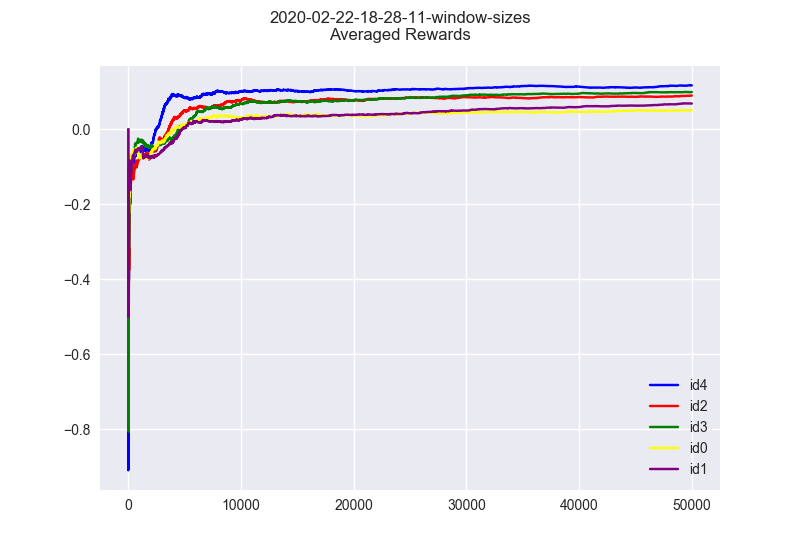 2020-02-22-18-28-11-window-sizes
Averaged Rewards
0.0
−0.2
−0.4
−0.6
−0.8
0 10000 20000 30000 40000 50000
id4
id2
id3
id0
id1